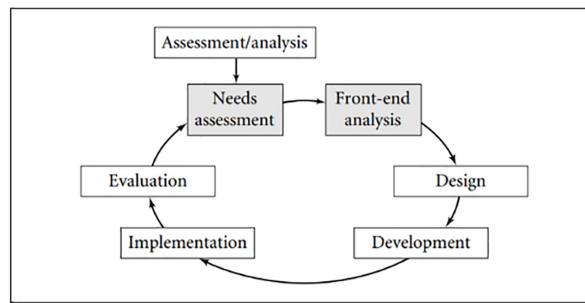 Assessment/analysis
Needs
assessment
Front-end
analysis
Evaluation
Design
Implementation
Development